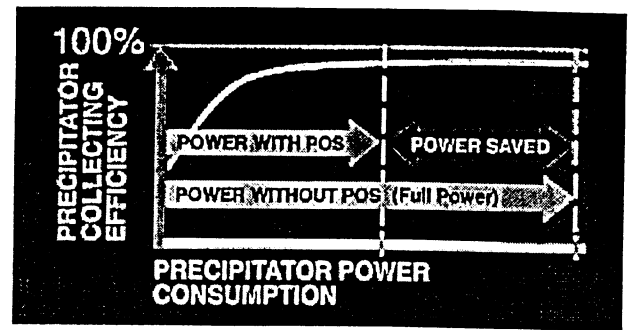 100%
PRECIPITATOR
COLLECTING
EFFICIENCY
POWER WITH POS
POWER SAVED
POWER WITHOUT POS (Full Power)
PRECIPITATOR POWER
CONSUMPTION